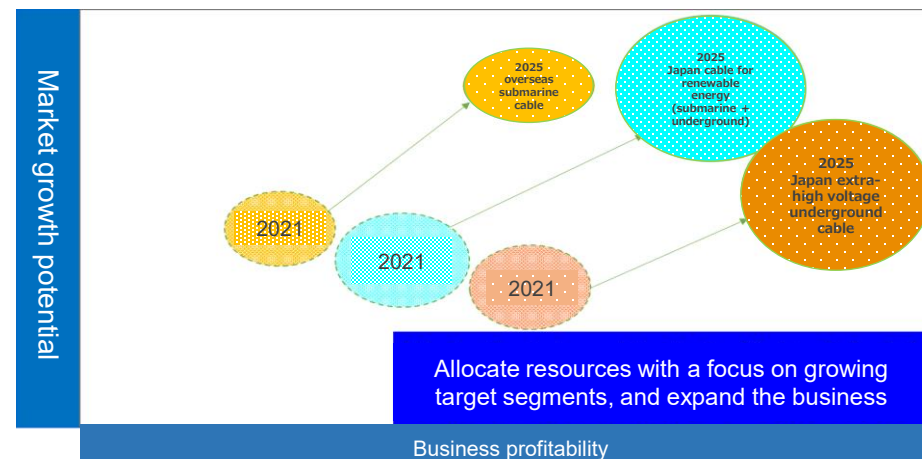 Market growth potential
2025
overseas
submarine
cable
2025
Japan cable for
renewable
energy
(submarine +
underground)
2025
Japan extra-
high voltage
underground
cable
2021
2021
2021
Allocate resources with a focus on growing
target segments, and expand the business
Business profitability